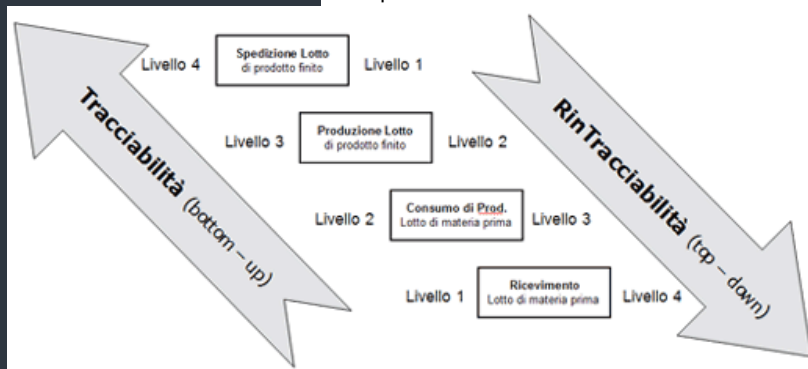 Spedizione Lotto
di prodotto finito
Livello 4
Livello 1
Produzione Lotto
di prodotto finito
Livello 3
Livello 2
Consumo di Prod.
Lotto di materia prima
Livello 2
Livello 3
Ricevimento
Lotto di materia prima
Livello 1
Livello 4
Tracciabilità (bottom – up)
RinTracciabilità (top – down)